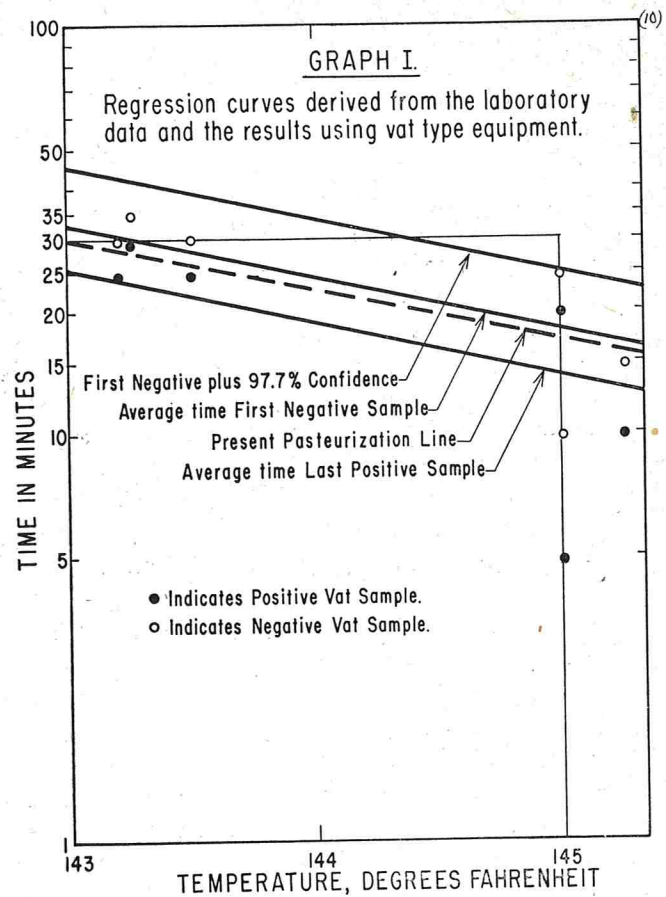 (10)
GRAPH I.
Regression curves derived from the laboratory
data and the results using vat type equipment.
100
50
35
30
25
20
15
10
5
1
TIME IN MINUTES
First Negative plus 97.7% Confidence
Average time First Negative Sample
Present Pasteurization Line
Average time Last Positive Sample
● Indicates Positive Vat Sample.
○ Indicates Negative Vat Sample.
143 144 145
TEMPERATURE, DEGREES FAHRENHEIT